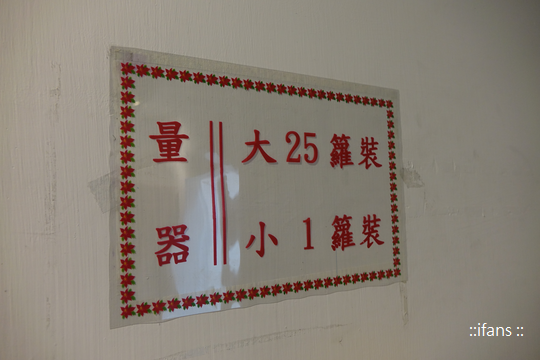 量器
大25籮裝
小1籮裝
::ifans ::